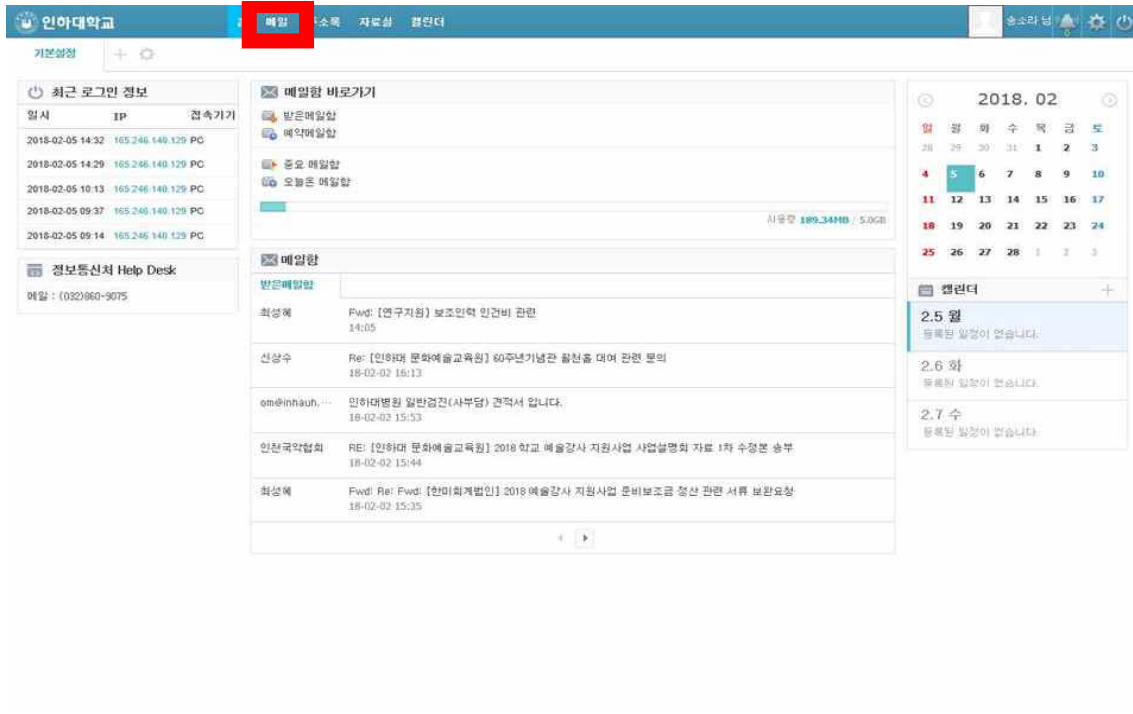 인하대학교
메일
소록 자료실 캘린더
송소라 님
0
기본설정
최근 로그인 정보
일시 IP 접속기기
2018-02-05 14:32 165.246.140.129 PC
2018-02-05 14:29 165.246.140.129 PC
2018-02-05 10:13 165.246.140.129 PC
2018-02-05 09:37 165.246.140.129 PC
2018-02-05 09:14 165.246.140.129 PC
정보통신처 Help Desk
메일 : (032)860-9075
메일함 바로가기
받은메일함
예약메일함
중요 메일함
오늘온 메일함
사용량 189.34MB / 5.0GB
메일함
받은메일함
최성혜 Fwd: [연구지원] 보조인력 인건비 관련
14:05
신상수 Re: [인하대 문화예술교육원] 60주년기념관 월천홀 대여 관련 문의
18-02-02 16:13
om@inhauh.… 인하대병원 일반검진(사부담) 견적서 입니다.
18-02-02 15:53
인천국악협회 RE: [인하대 문화예술교육원] 2018 학교 예술강사 지원사업 사업설명회 자료 1차 수정본 송부
18-02-02 15:44
최성혜 Fwd: Re: Fwd: [한미회계법인] 2018 예술강사 지원사업 준비보조금 정산 관련 서류 보완요청
18-02-02 15:35
2018. 02
일 월 화 수 목 금 토
28 29 30 31 1 2 3
4 5 6 7 8 9 10
11 12 13 14 15 16 17
18 19 20 21 22 23 24
25 26 27 28 1 2 3
캘린더
2.5 월
등록된 일정이 없습니다.
2.6 화
등록된 일정이 없습니다.
2.7 수
등록된 일정이 없습니다.